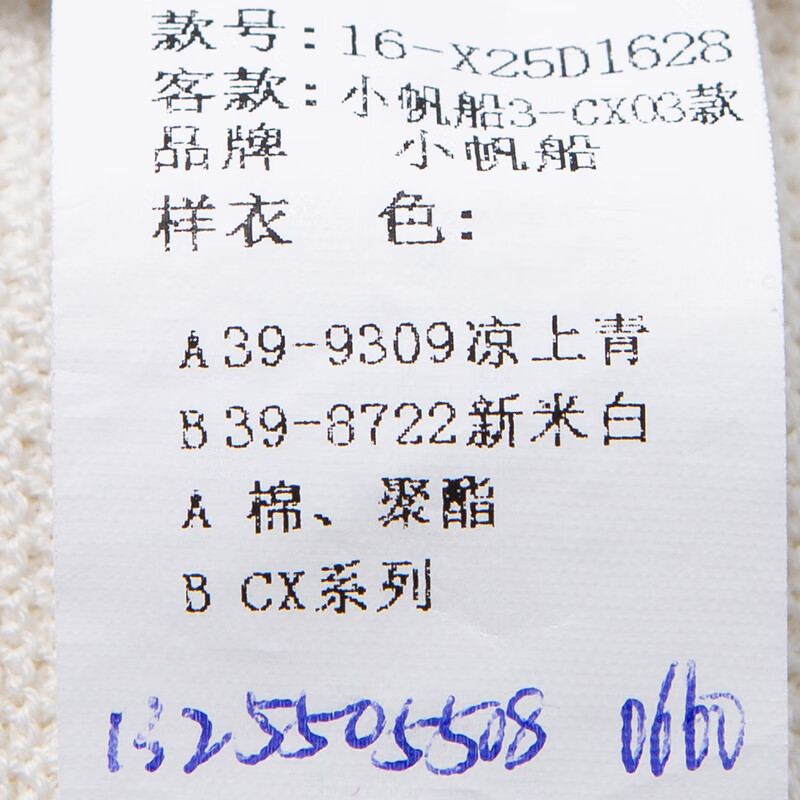 款号:16-X25D1628
客款:小帆船3-CX03款
品牌 小帆船
样衣 色:
A39-9309凉上青
B39-8722新米白
A 棉、聚酯
B CX系列